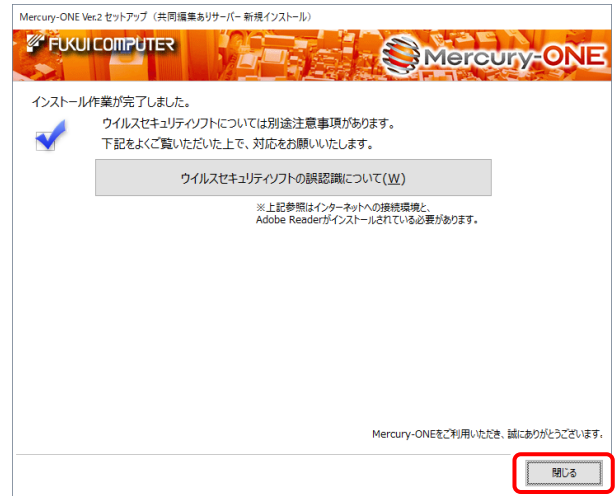 Mercury-ONE Ver.2 セットアップ（共同編集ありサーバー 新規インストール）
FUKUI COMPUTER
Mercury-ONE
インストール作業が完了しました。
ウイルスセキュリティソフトについては別途注意事項があります。
下記をよくご覧いただいた上で、対応をお願いいたします。
ウイルスセキュリティソフトの誤認識について(W)
※上記参照はインターネットへの接続環境と、
Adobe Readerがインストールされている必要があります。
Mercury-ONEをご利用いただき、誠にありがとうございます。
閉じる